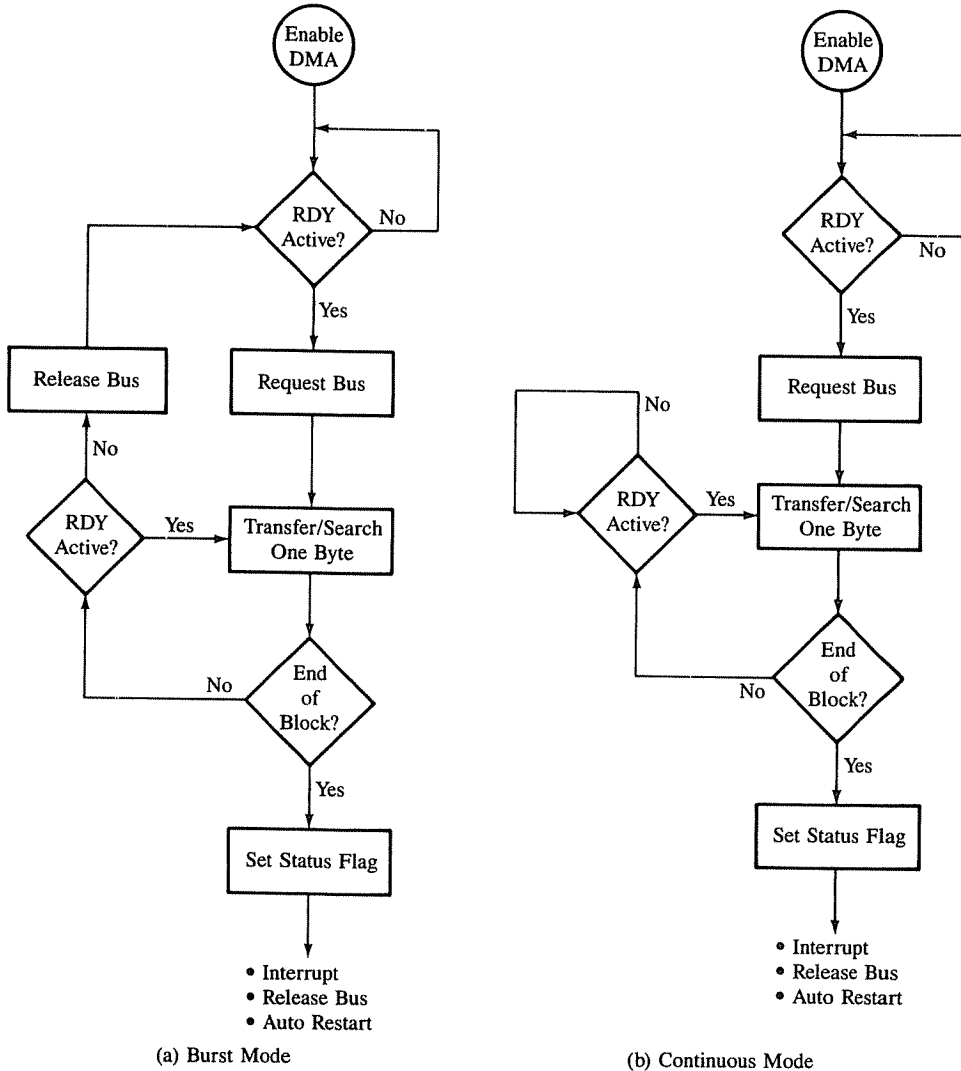 Enable
DMA
RDY
Active?
No
Yes
Release Bus
Request Bus
No
RDY
Active?
Yes
Transfer/Search
One Byte
No
End
of
Block?
Yes
Set Status Flag
• Interrupt
• Release Bus
• Auto Restart
(a) Burst Mode
Enable
DMA
RDY
Active?
No
Yes
Request Bus
No
RDY
Active?
Yes
Transfer/Search
One Byte
No
End
of
Block?
Yes
Set Status Flag
• Interrupt
• Release Bus
• Auto Restart
(b) Continuous Mode